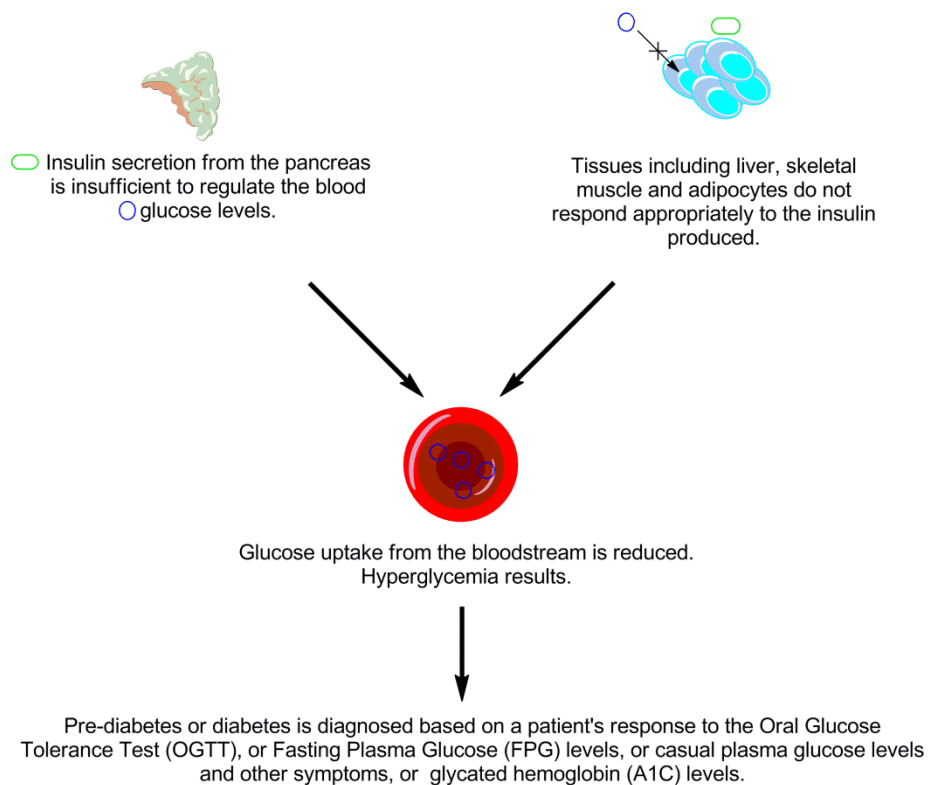 Insulin secretion from the pancreas
is insufficient to regulate the blood
glucose levels.
Tissues including liver, skeletal
muscle and adipocytes do not
respond appropriately to the insulin
produced.
Glucose uptake from the bloodstream is reduced.
Hyperglycemia results.
Pre-diabetes or diabetes is diagnosed based on a patient's response to the Oral Glucose
Tolerance Test (OGTT), or Fasting Plasma Glucose (FPG) levels, or casual plasma glucose levels
and other symptoms, or  glycated hemoglobin (A1C) levels.